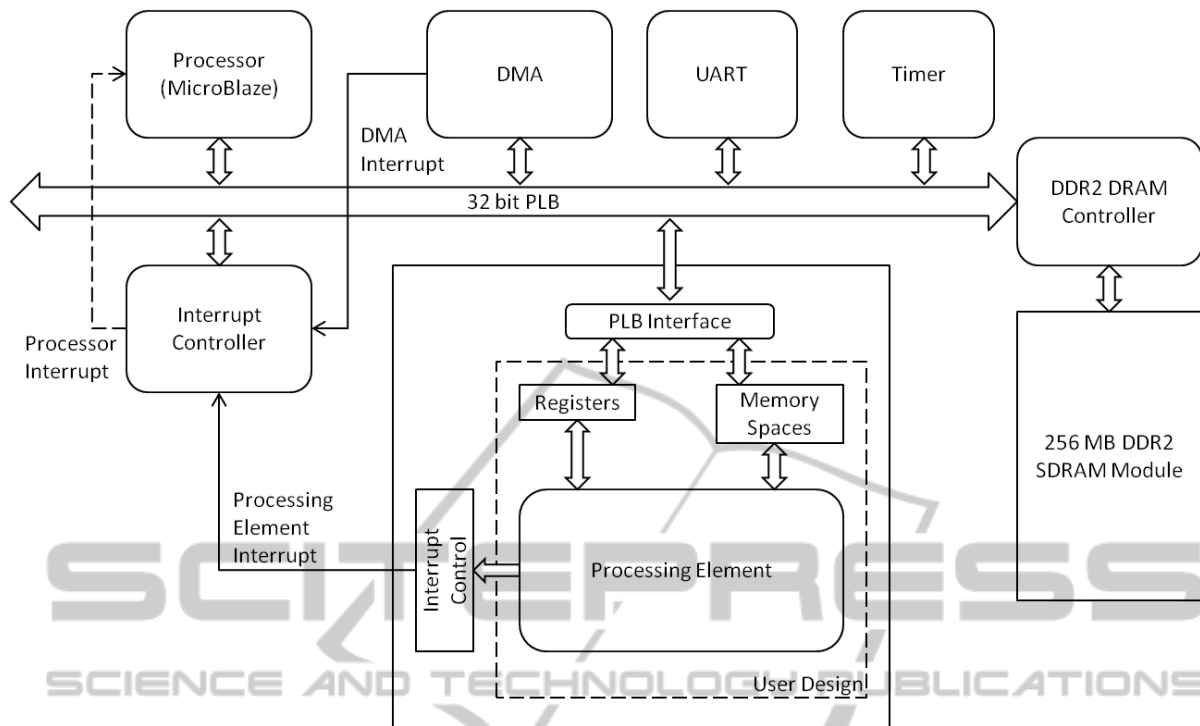 Processor
(MicroBlaze)
DMA
UART
Timer
DMA
Interrupt
32 bit PLB
DDR2 DRAM
Controller
Interrupt
Controller
Processor
Interrupt
PLB Interface
Registers
Memory
Spaces
256 MB DDR2
SDRAM Module
Processing
Element
Interrupt
Interrupt
Control
Processing Element
User Design
SCITEPRESS
SCIENCE AND TECHNOLOGY PUBLICATIONS